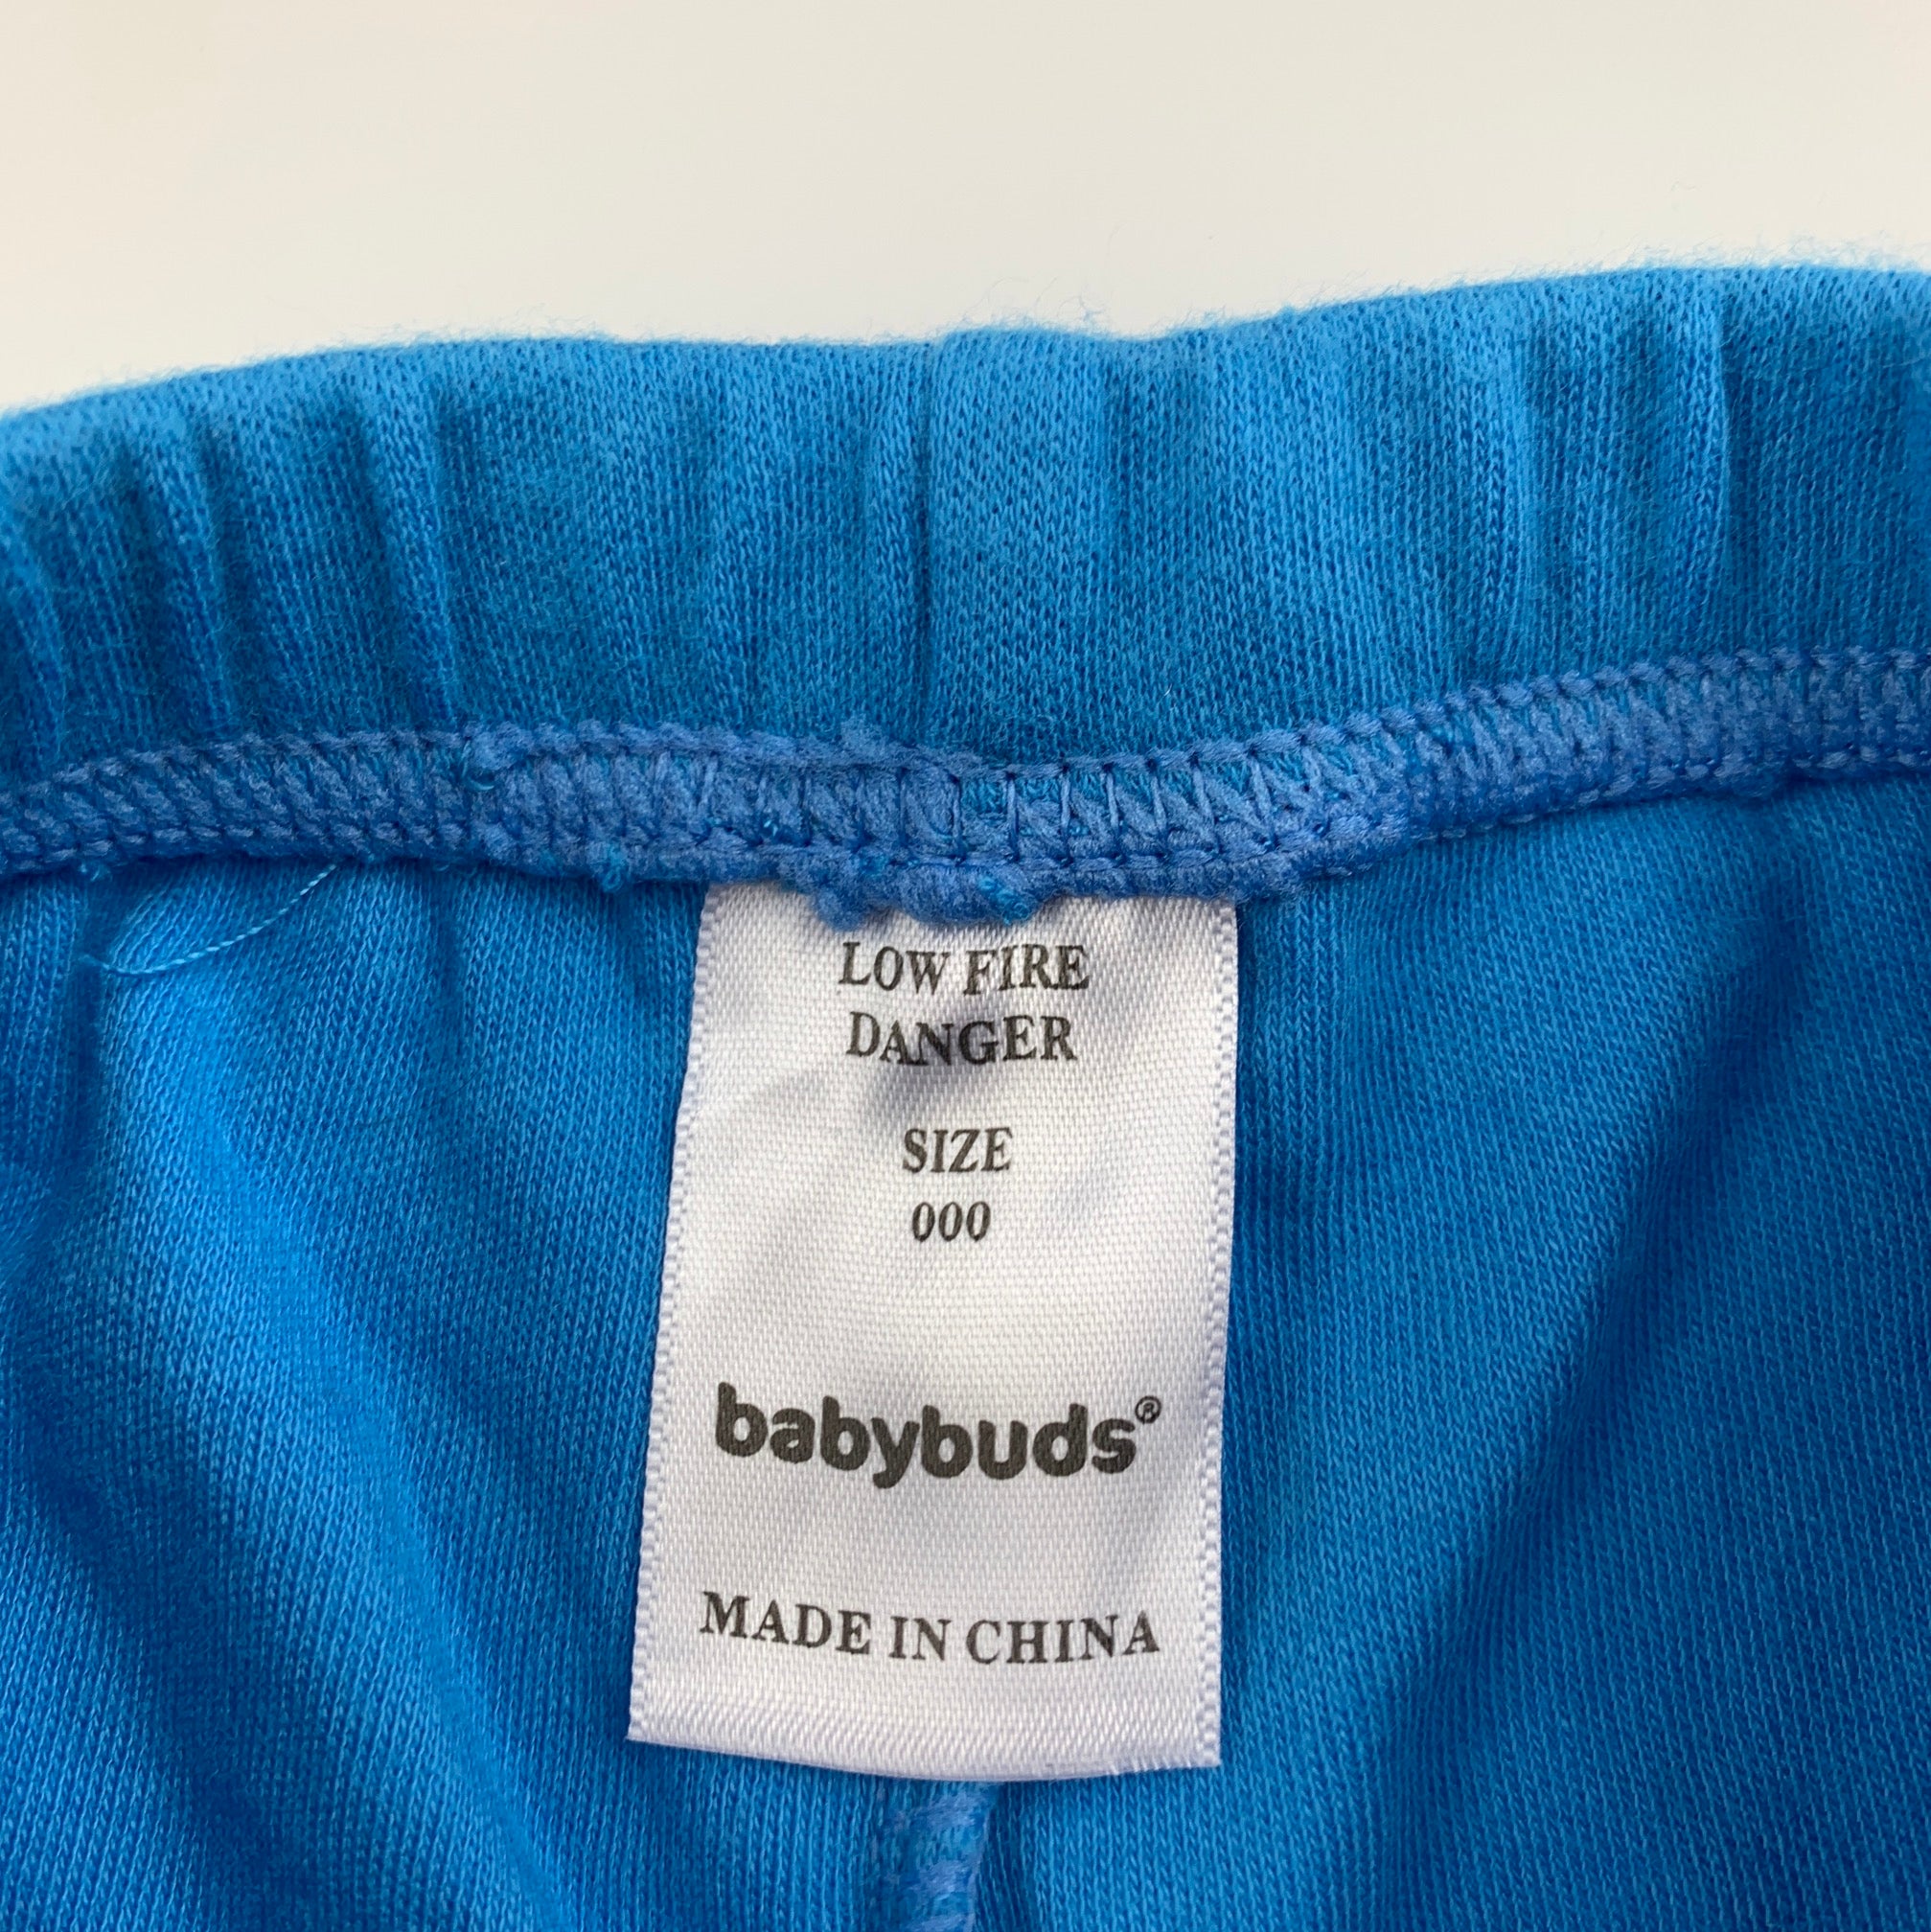 LOW FIRE
DANGER
SIZE
000
babybuds®
MADE IN CHINA